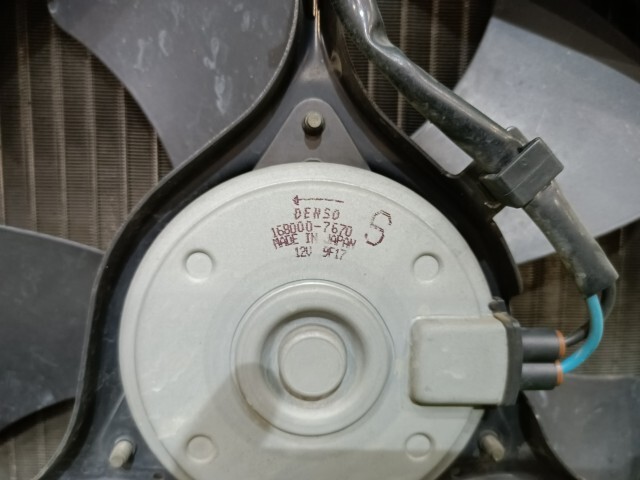 DENSO
168000-7670
MADE IN JAPAN
12V 9F17
S